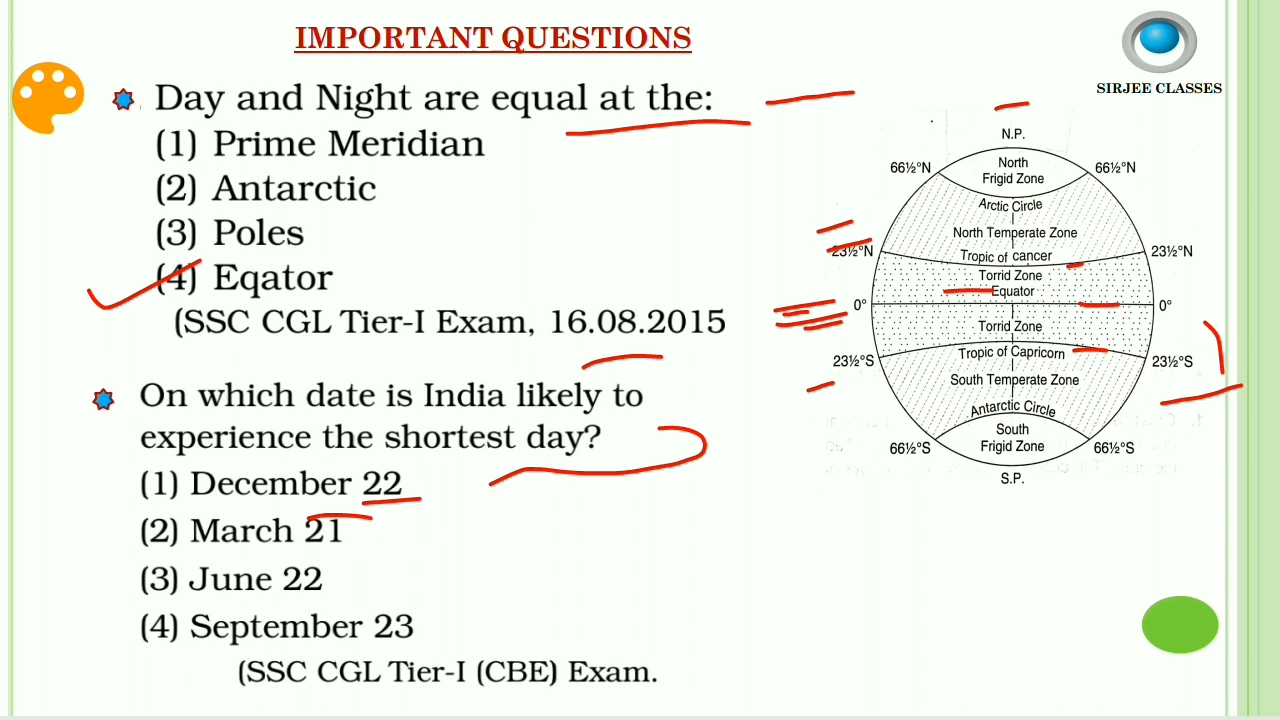 IMPORTANT QUESTIONS
SIRJEE CLASSES
Day and Night are equal at the:
(1) Prime Meridian
(2) Antarctic
(3) Poles
(4) Eqator
(SSC CGL Tier-I Exam, 16.08.2015
On which date is India likely to
experience the shortest day?
(1) December 22
(2) March 21
(3) June 22
(4) September 23
(SSC CGL Tier-I (CBE) Exam.
N.P.
66½°N North 66½°N
Frigid Zone
Arctic Circle
North Temperate Zone
23½°N Tropic of cancer 23½°N
Torrid Zone
Equator
0° 0°
Torrid Zone
23½°S Tropic of Capricorn 23½°S
South Temperate Zone
Antarctic Circle
South
66½°S Frigid Zone 66½°S
S.P.